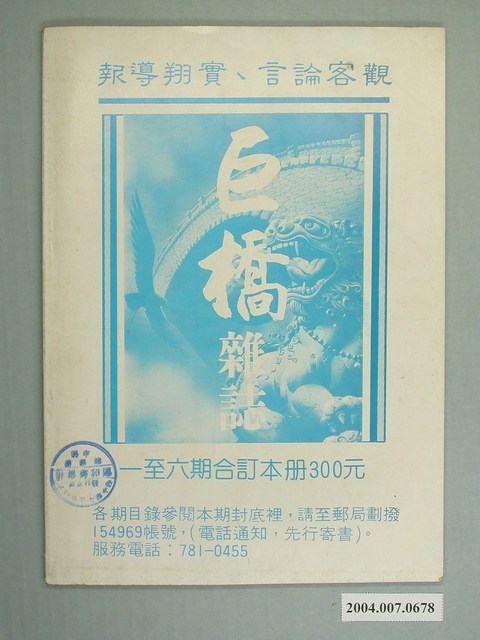 觀客論言、實翔導報
巨橋
雜誌
一至六期合訂本册300元
各期目錄參閱本期封底裡，請至郵局劃撥
154969帳號，(電話通知，先行寄書)。
服務電話：781-0455
2004.007.0678